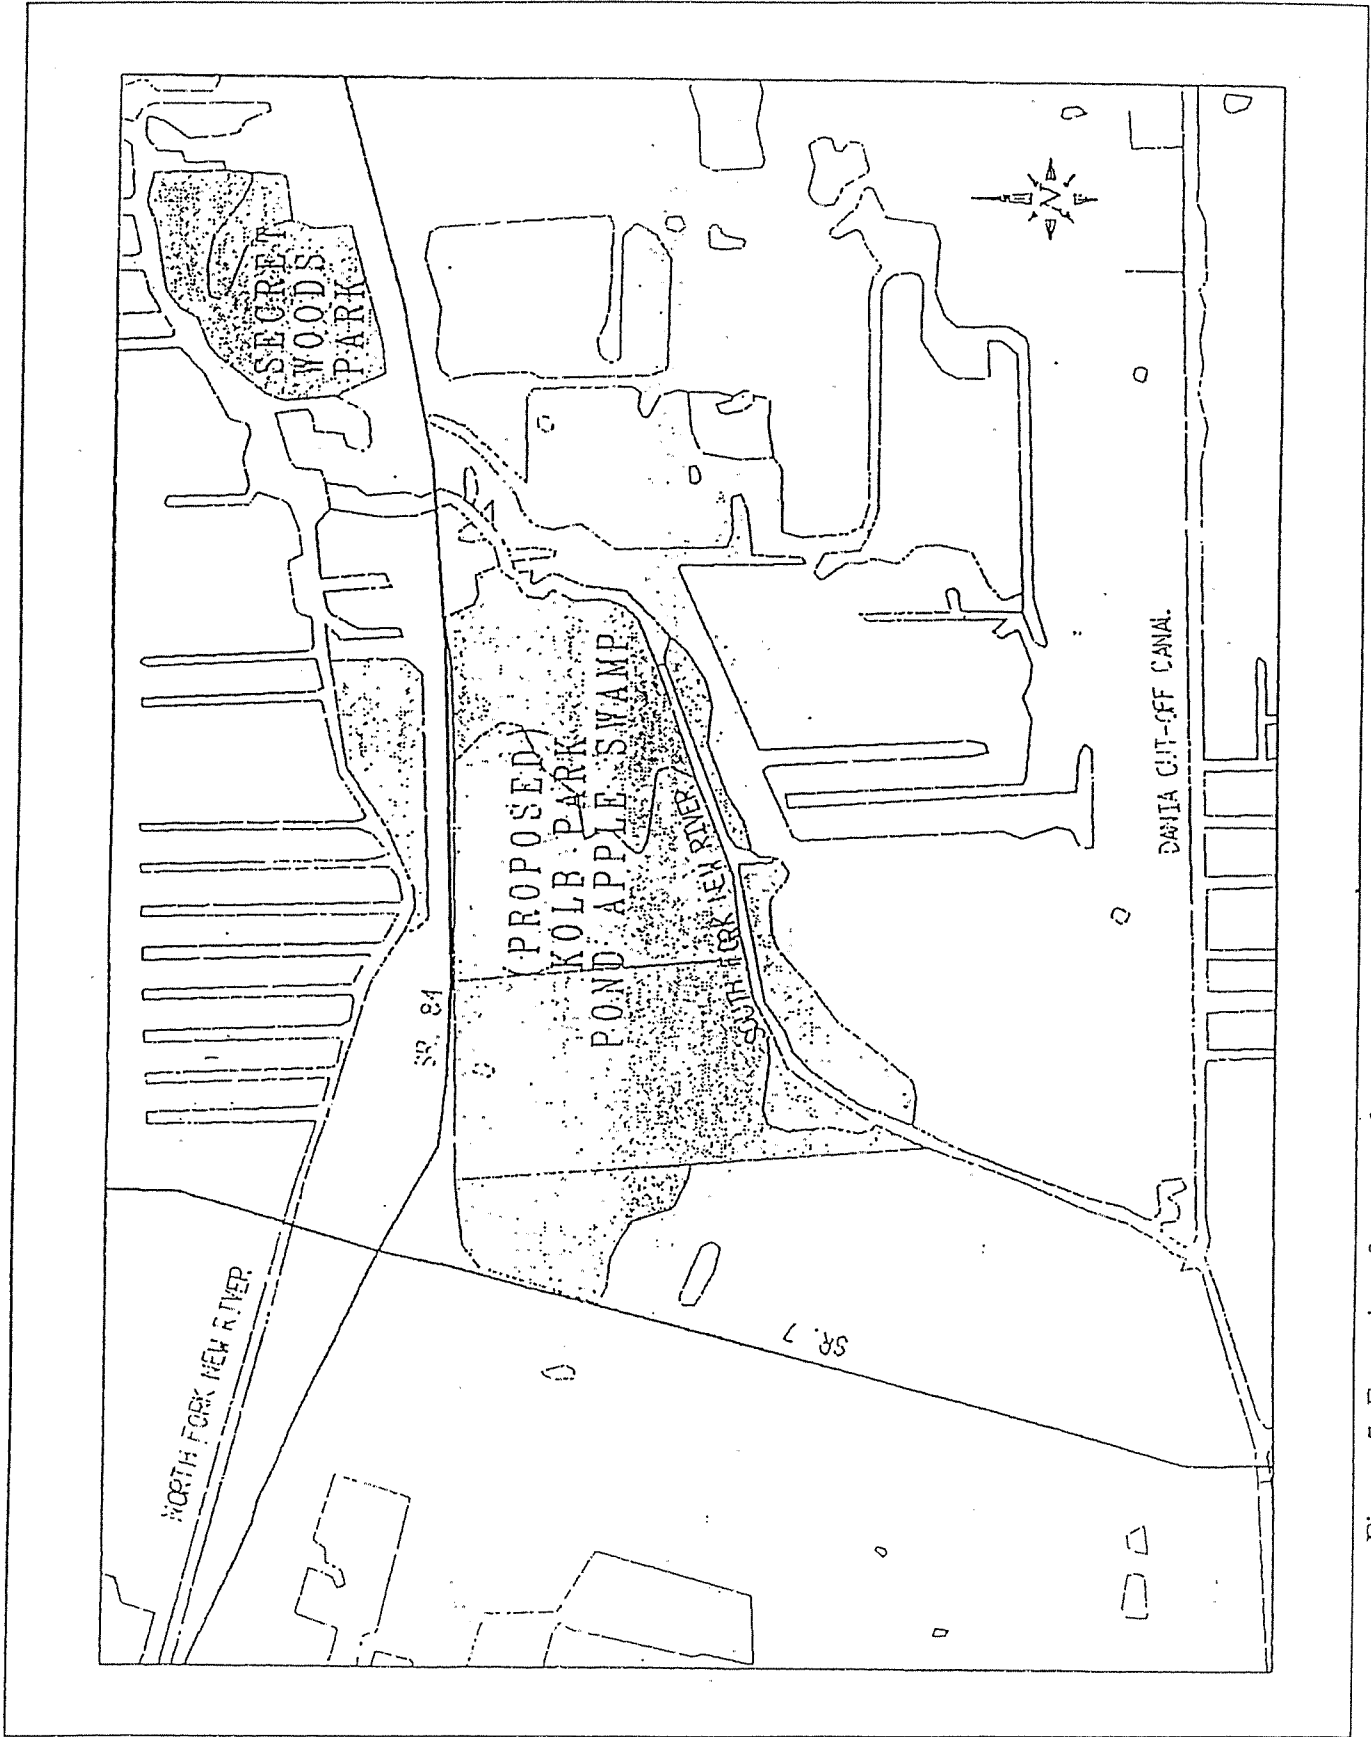 SECRET
WOODS
PARK
SR. 84
PROPOSED
KOLB PARK
POND APPLE SWAMP
SOUTH FORK NEW RIVER
NORTH FORK NEW RIVER
SR. 7
DANIA CUT-OFF CANAL
N